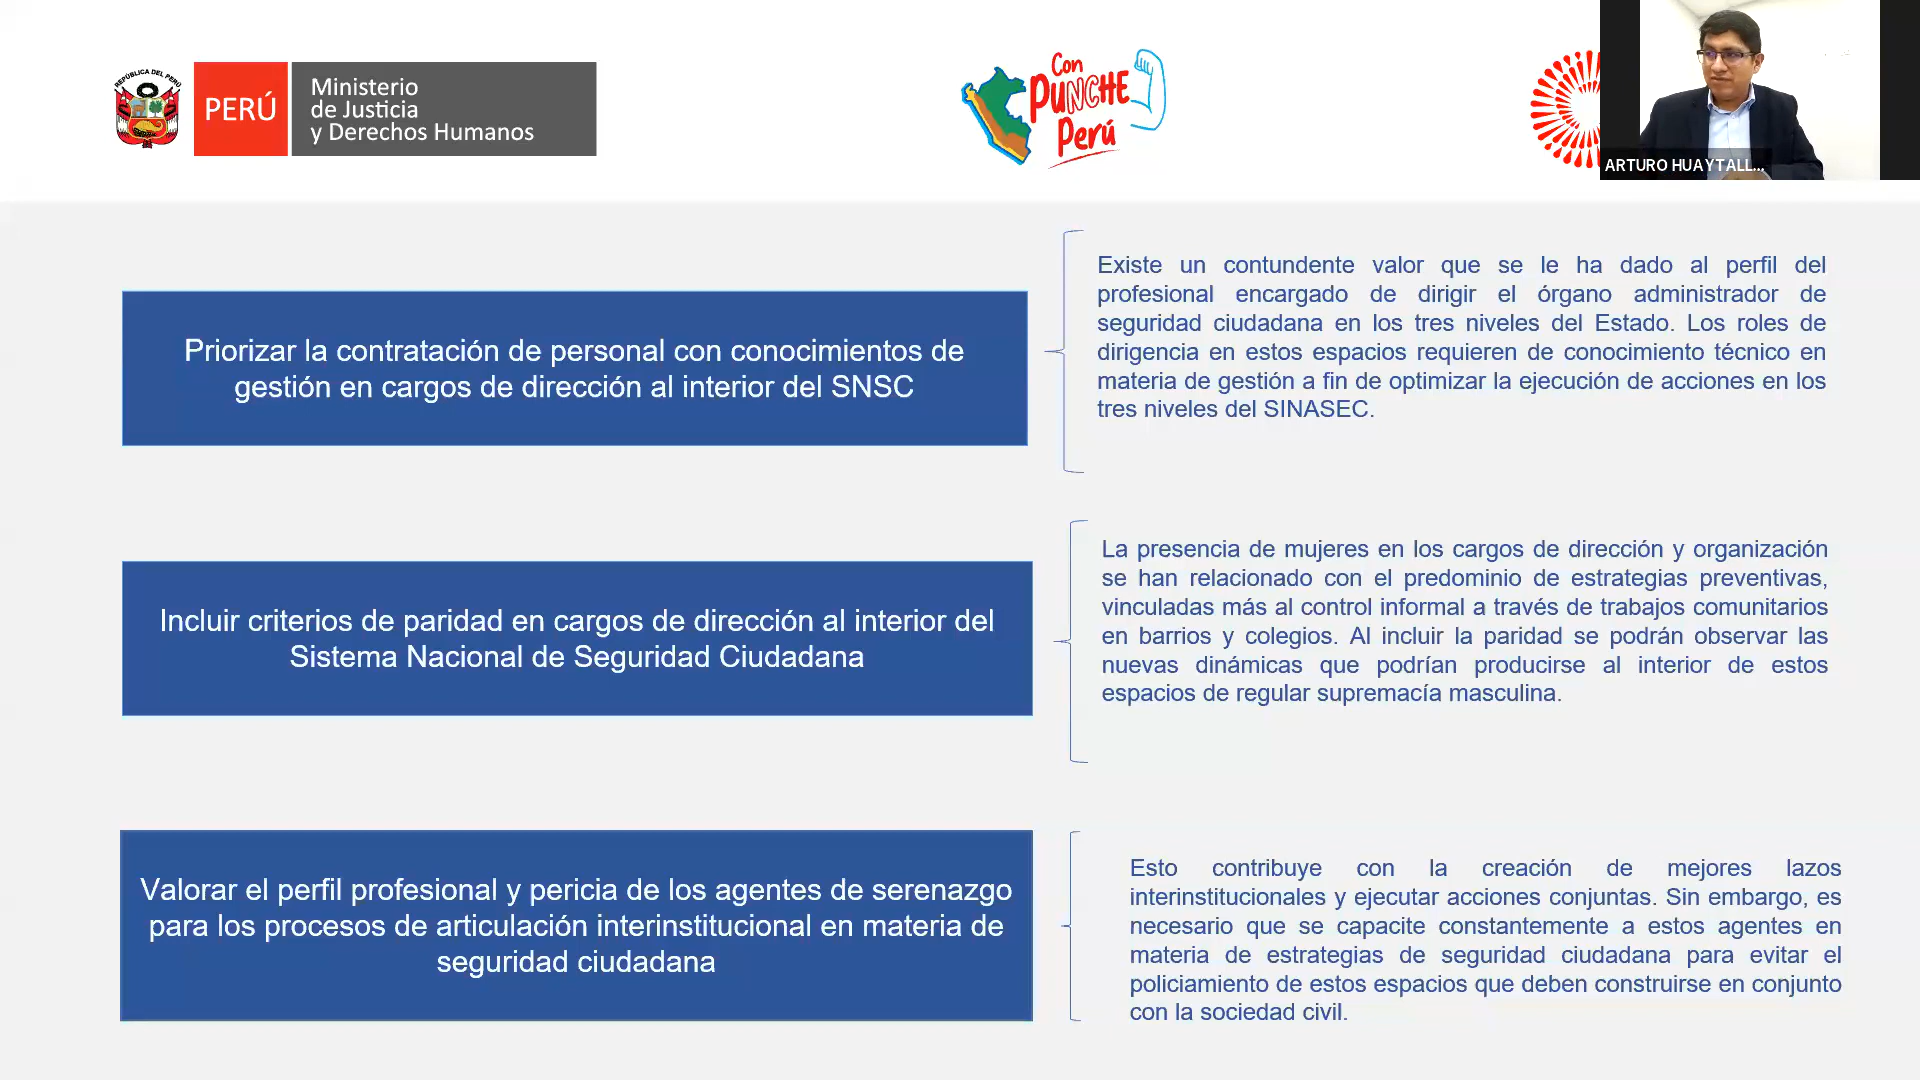 REPÚBLICA DEL PERÚ
PERÚ
Ministerio
de Justicia
y Derechos Humanos
Con
PUNCHE
Perú
ARTURO HUAYTALL...
Priorizar la contratación de personal con conocimientos de
gestión en cargos de dirección al interior del SNSC
Existe un contundente valor que se le ha dado al perfil del
profesional encargado de dirigir el órgano administrador de
seguridad ciudadana en los tres niveles del Estado. Los roles de
dirigencia en estos espacios requieren de conocimiento técnico en
materia de gestión a fin de optimizar la ejecución de acciones en los
tres niveles del SINASEC.
Incluir criterios de paridad en cargos de dirección al interior del
Sistema Nacional de Seguridad Ciudadana
La presencia de mujeres en los cargos de dirección y organización
se han relacionado con el predominio de estrategias preventivas,
vinculadas más al control informal a través de trabajos comunitarios
en barrios y colegios. Al incluir la paridad se podrán observar las
nuevas dinámicas que podrían producirse al interior de estos
espacios de regular supremacía masculina.
Valorar el perfil profesional y pericia de los agentes de serenazgo
para los procesos de articulación interinstitucional en materia de
seguridad ciudadana
Esto contribuye con la creación de mejores lazos
interinstitucionales y ejecutar acciones conjuntas. Sin embargo, es
necesario que se capacite constantemente a estos agentes en
materia de estrategias de seguridad ciudadana para evitar el
policiamiento de estos espacios que deben construirse en conjunto
con la sociedad civil.